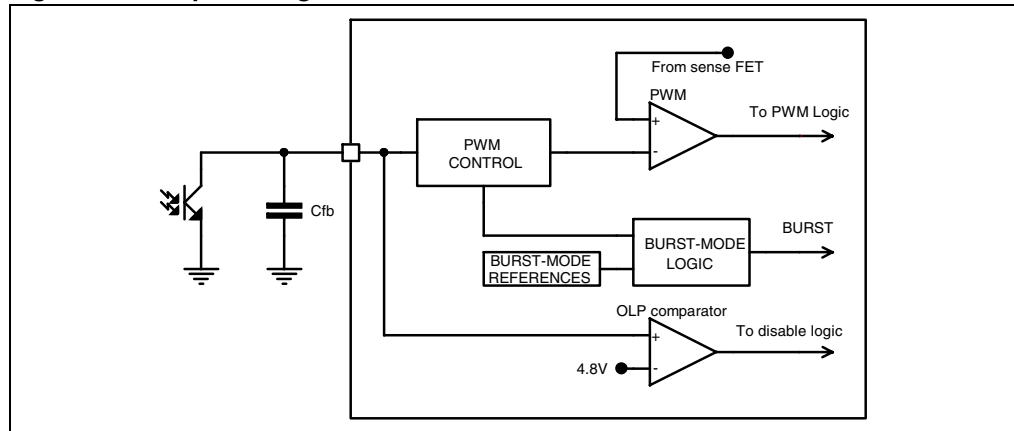 From sense FET
PWM
To PWM Logic
+
-
PWM
CONTROL
Cfb
BURST
BURST-MODE
LOGIC
BURST-MODE
REFERENCES
OLP comparator
To disable logic
+
4.8V
-